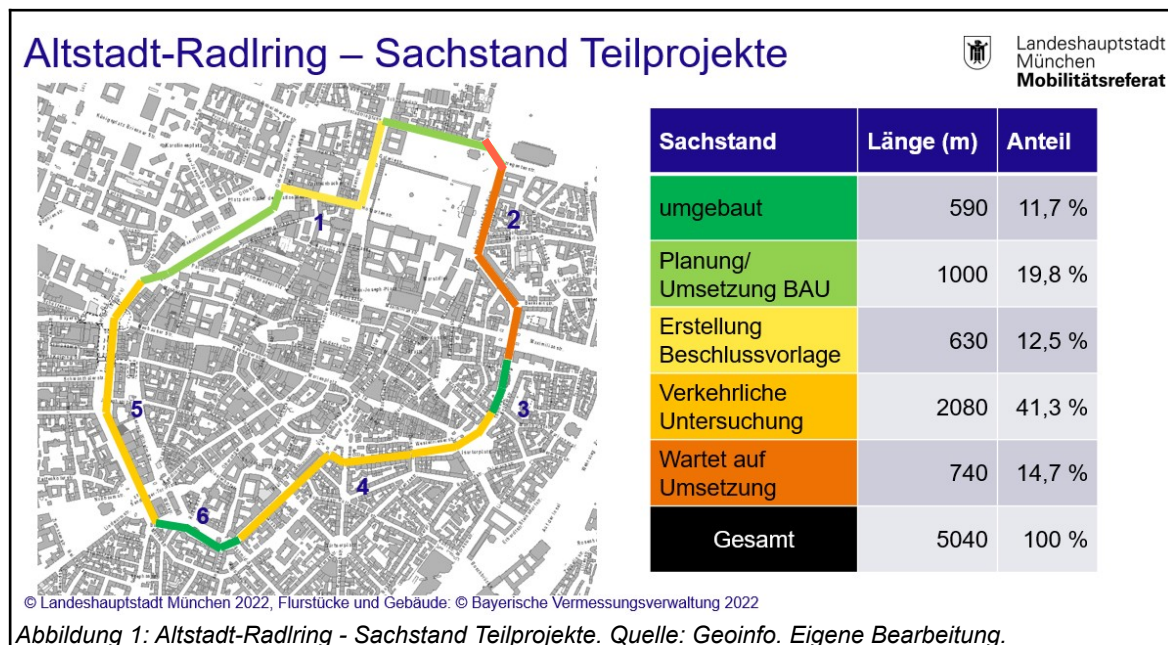 Altstadt-Radlring – Sachstand Teilprojekte
Landeshauptstadt
München
Mobilitätsreferat
1
2
3
4
5
6
Sachstand Länge (m) Anteil
umgebaut 590 11,7 %
Planung/
Umsetzung BAU 1000 19,8 %
Erstellung
Beschlussvorlage 630 12,5 %
Verkehrliche
Untersuchung 2080 41,3 %
Wartet auf
Umsetzung 740 14,7 %
Gesamt 5040 100 %
© Landeshauptstadt München 2022, Flurstücke und Gebäude: © Bayerische Vermessungsverwaltung 2022
Abbildung 1: Altstadt-Radlring - Sachstand Teilprojekte. Quelle: Geoinfo. Eigene Bearbeitung.